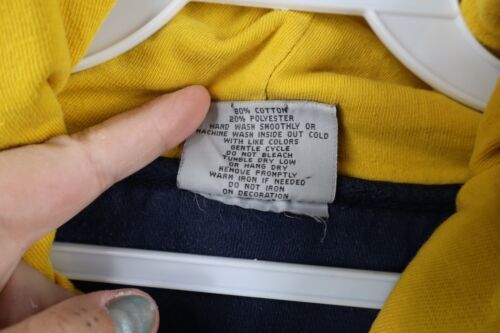 80% COTTON
20% POLYESTER
HAND WASH SMOOTHLY OR
MACHINE WASH INSIDE OUT COLD
WITH LIKE COLORS
GENTLE CYCLE
DO NOT BLEACH
TUMBLE DRY LOW
OR HANG DRY
REMOVE PROMPTLY
WARM IRON IF NEEDED
DO NOT IRON
ON DECORATION